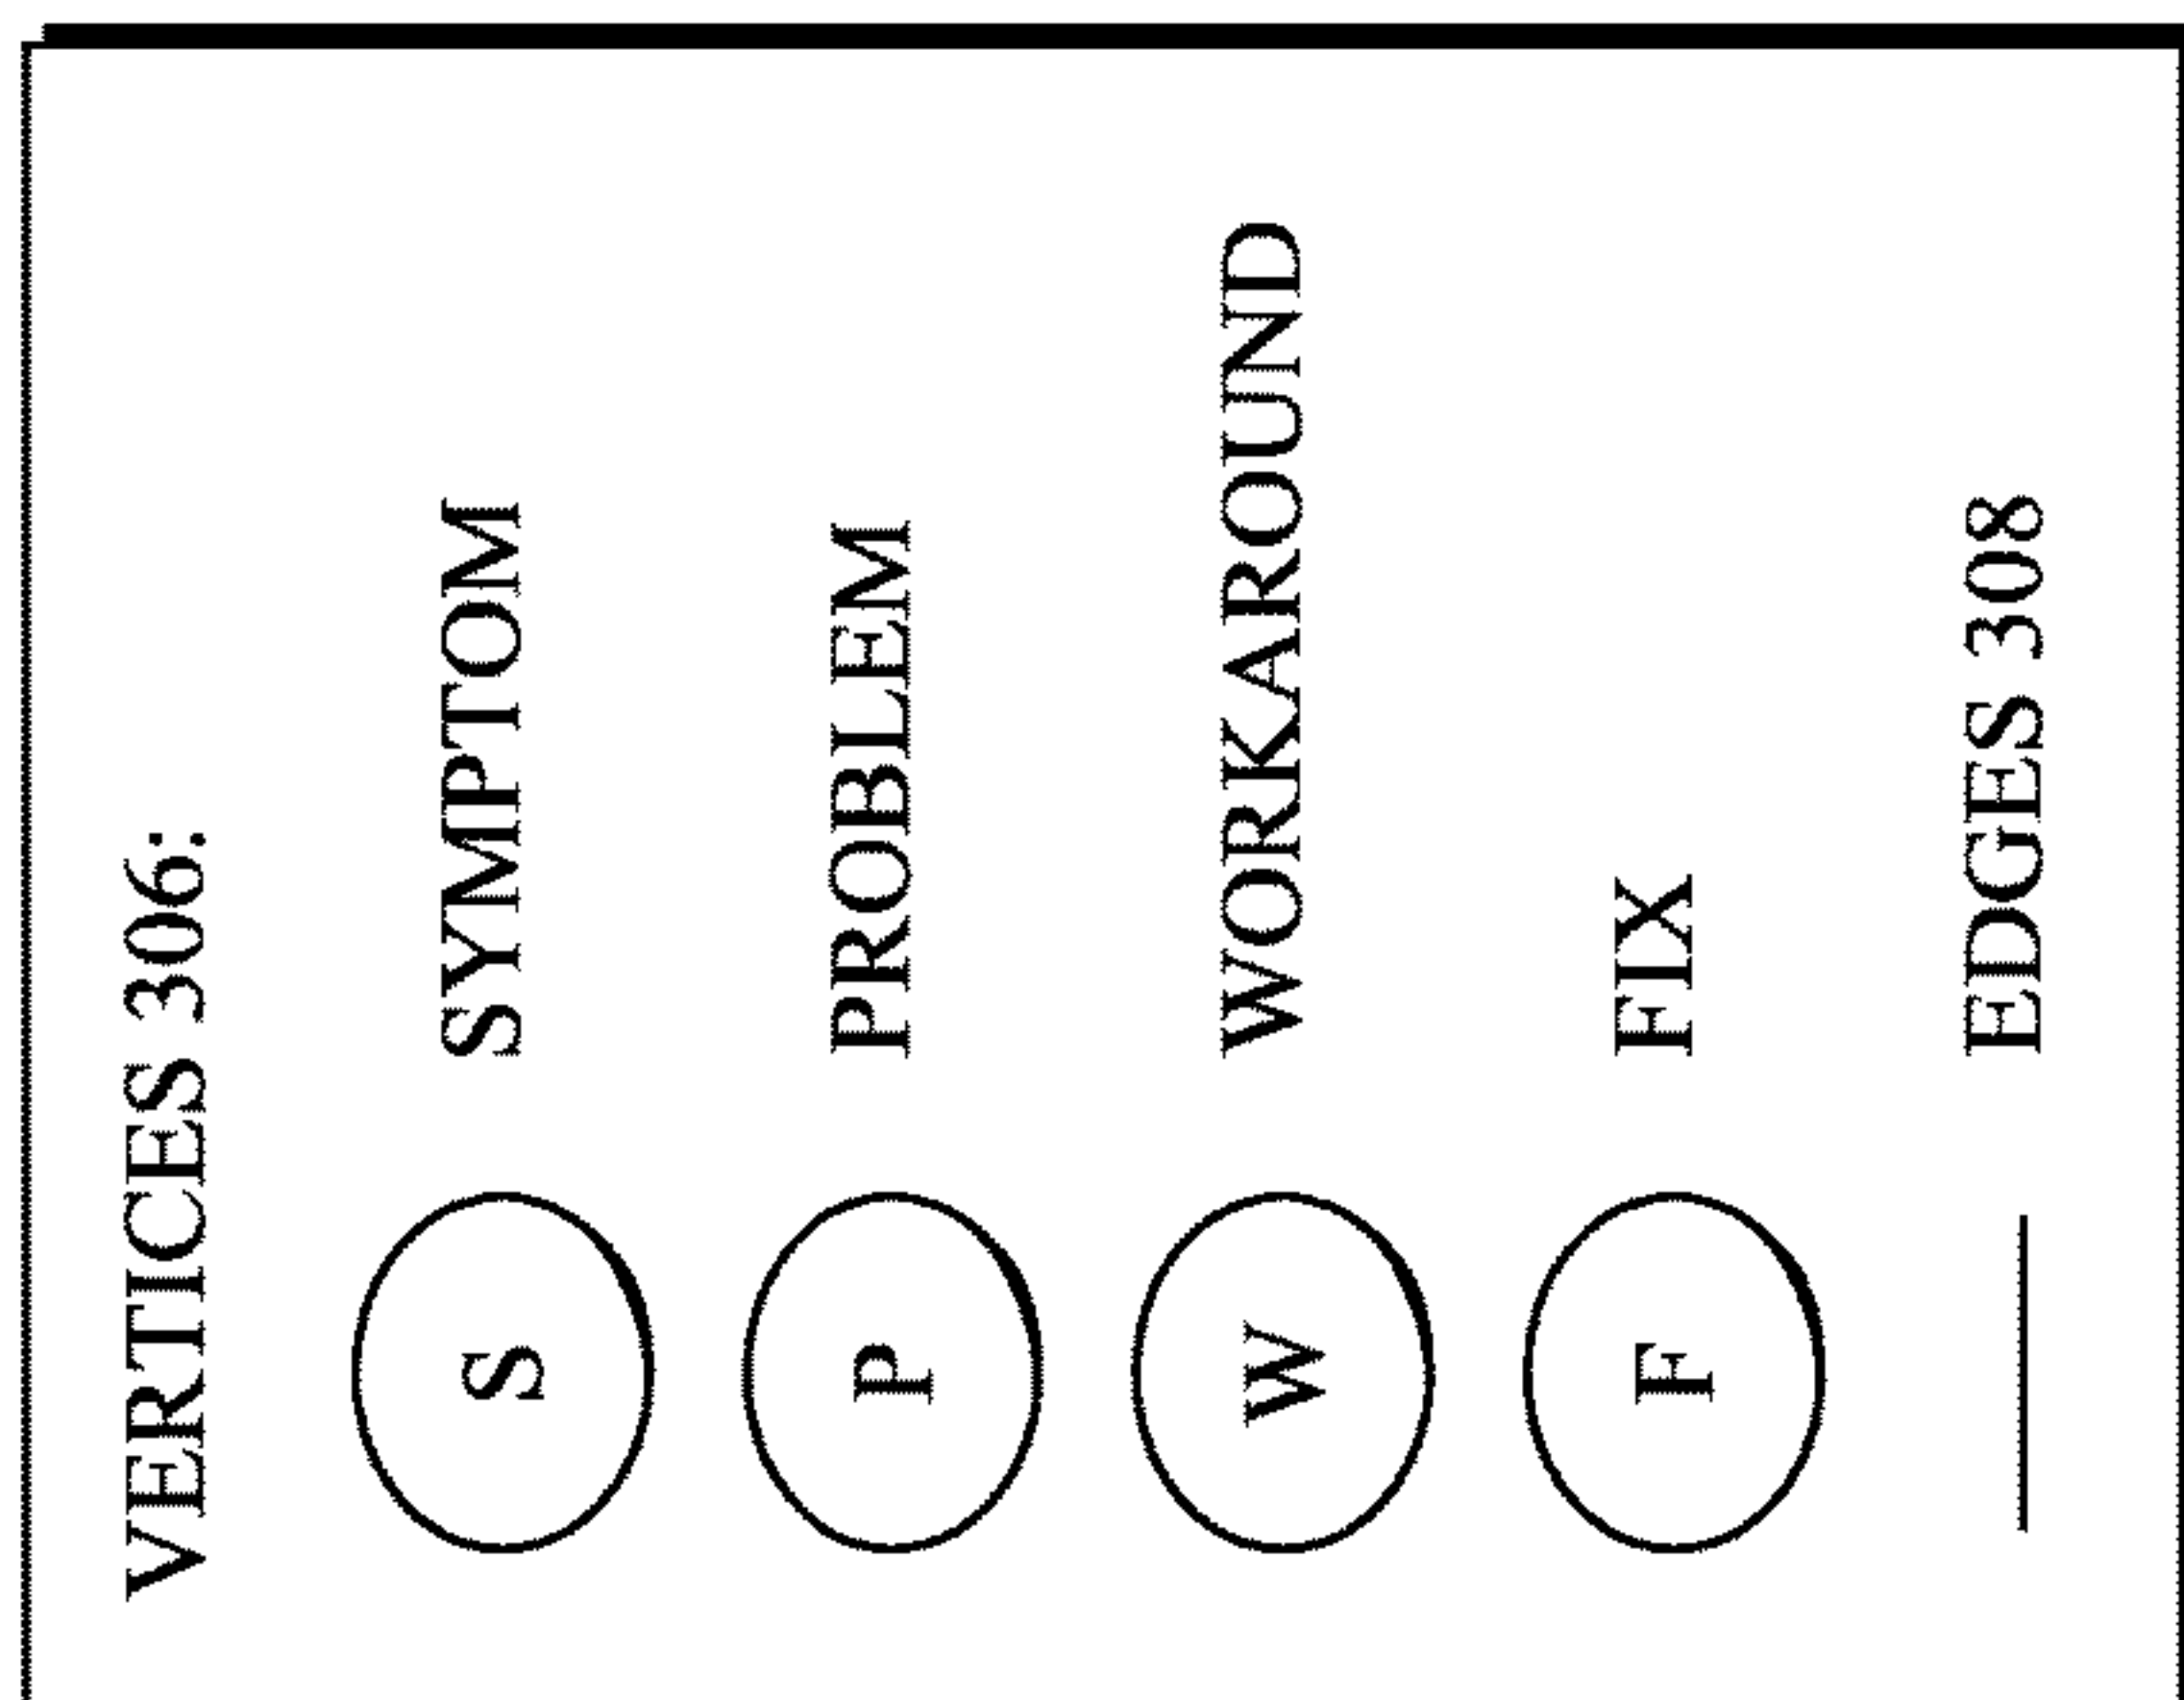 VERTICES 306:
S SYMPTOM
P PROBLEM
W WORKAROUND
F FIX
EDGES 308